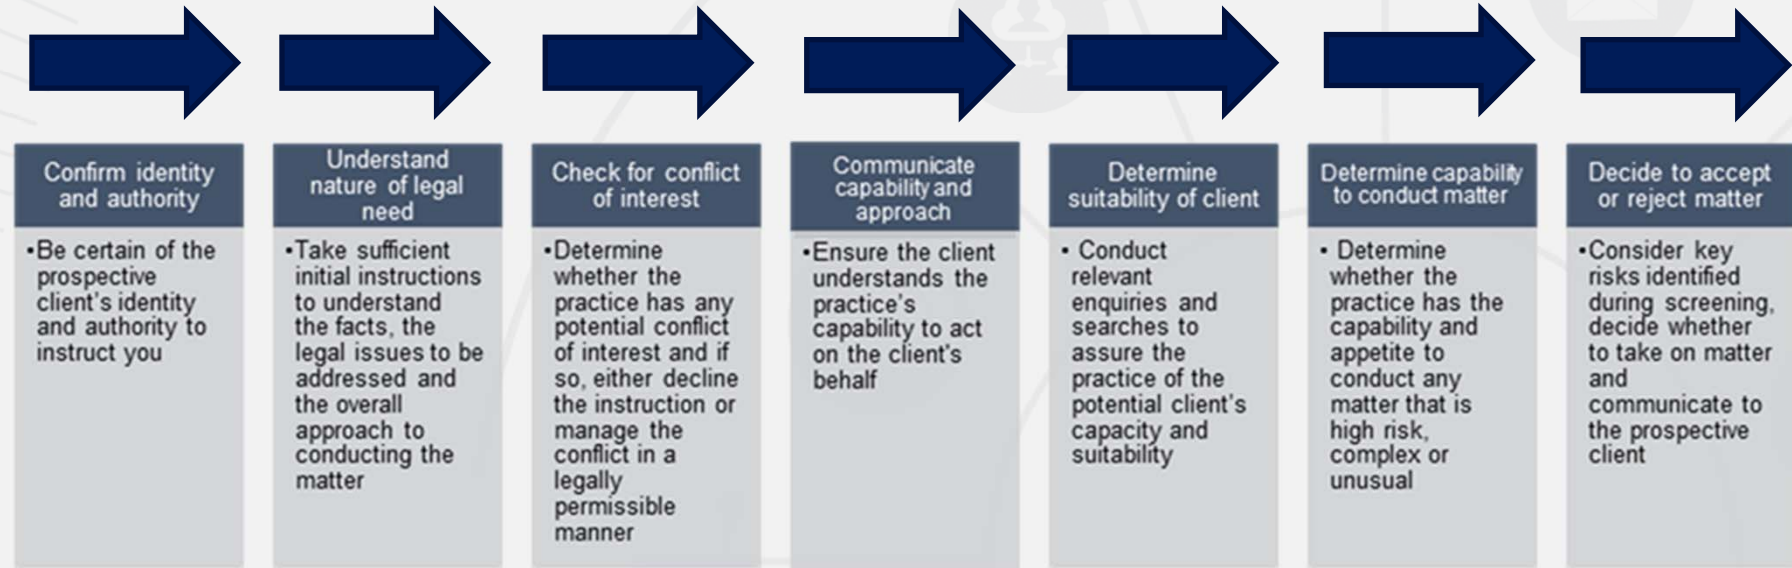 Confirm identity
and authority
▪Be certain of the
prospective
client's identity
and authority to
instruct you
Understand
nature of legal
need
▪Take sufficient
initial instructions
to understand
the facts, the
legal issues to be
addressed and
the overall
approach to
conducting the
matter
Check for conflict
of interest
▪Determine
whether the
practice has any
potential conflict
of interest and if
so, either decline
the instruction or
manage the
conflict in a
legally
permissible
manner
Communicate
capability and
approach
▪Ensure the client
understands the
practice's
capability to act
on the client's
behalf
Determine
suitability of client
▪ Conduct
relevant
enquiries and
searches to
assure the
practice of the
potential client's
capacity and
suitability
Determine capability
to conduct matter
▪ Determine
whether the
practice has the
capability and
appetite to
conduct any
matter that is
high risk,
complex or
unusual
Decide to accept
or reject matter
▪Consider key
risks identified
during screening,
decide whether
to take on matter
and
communicate to
the prospective
client